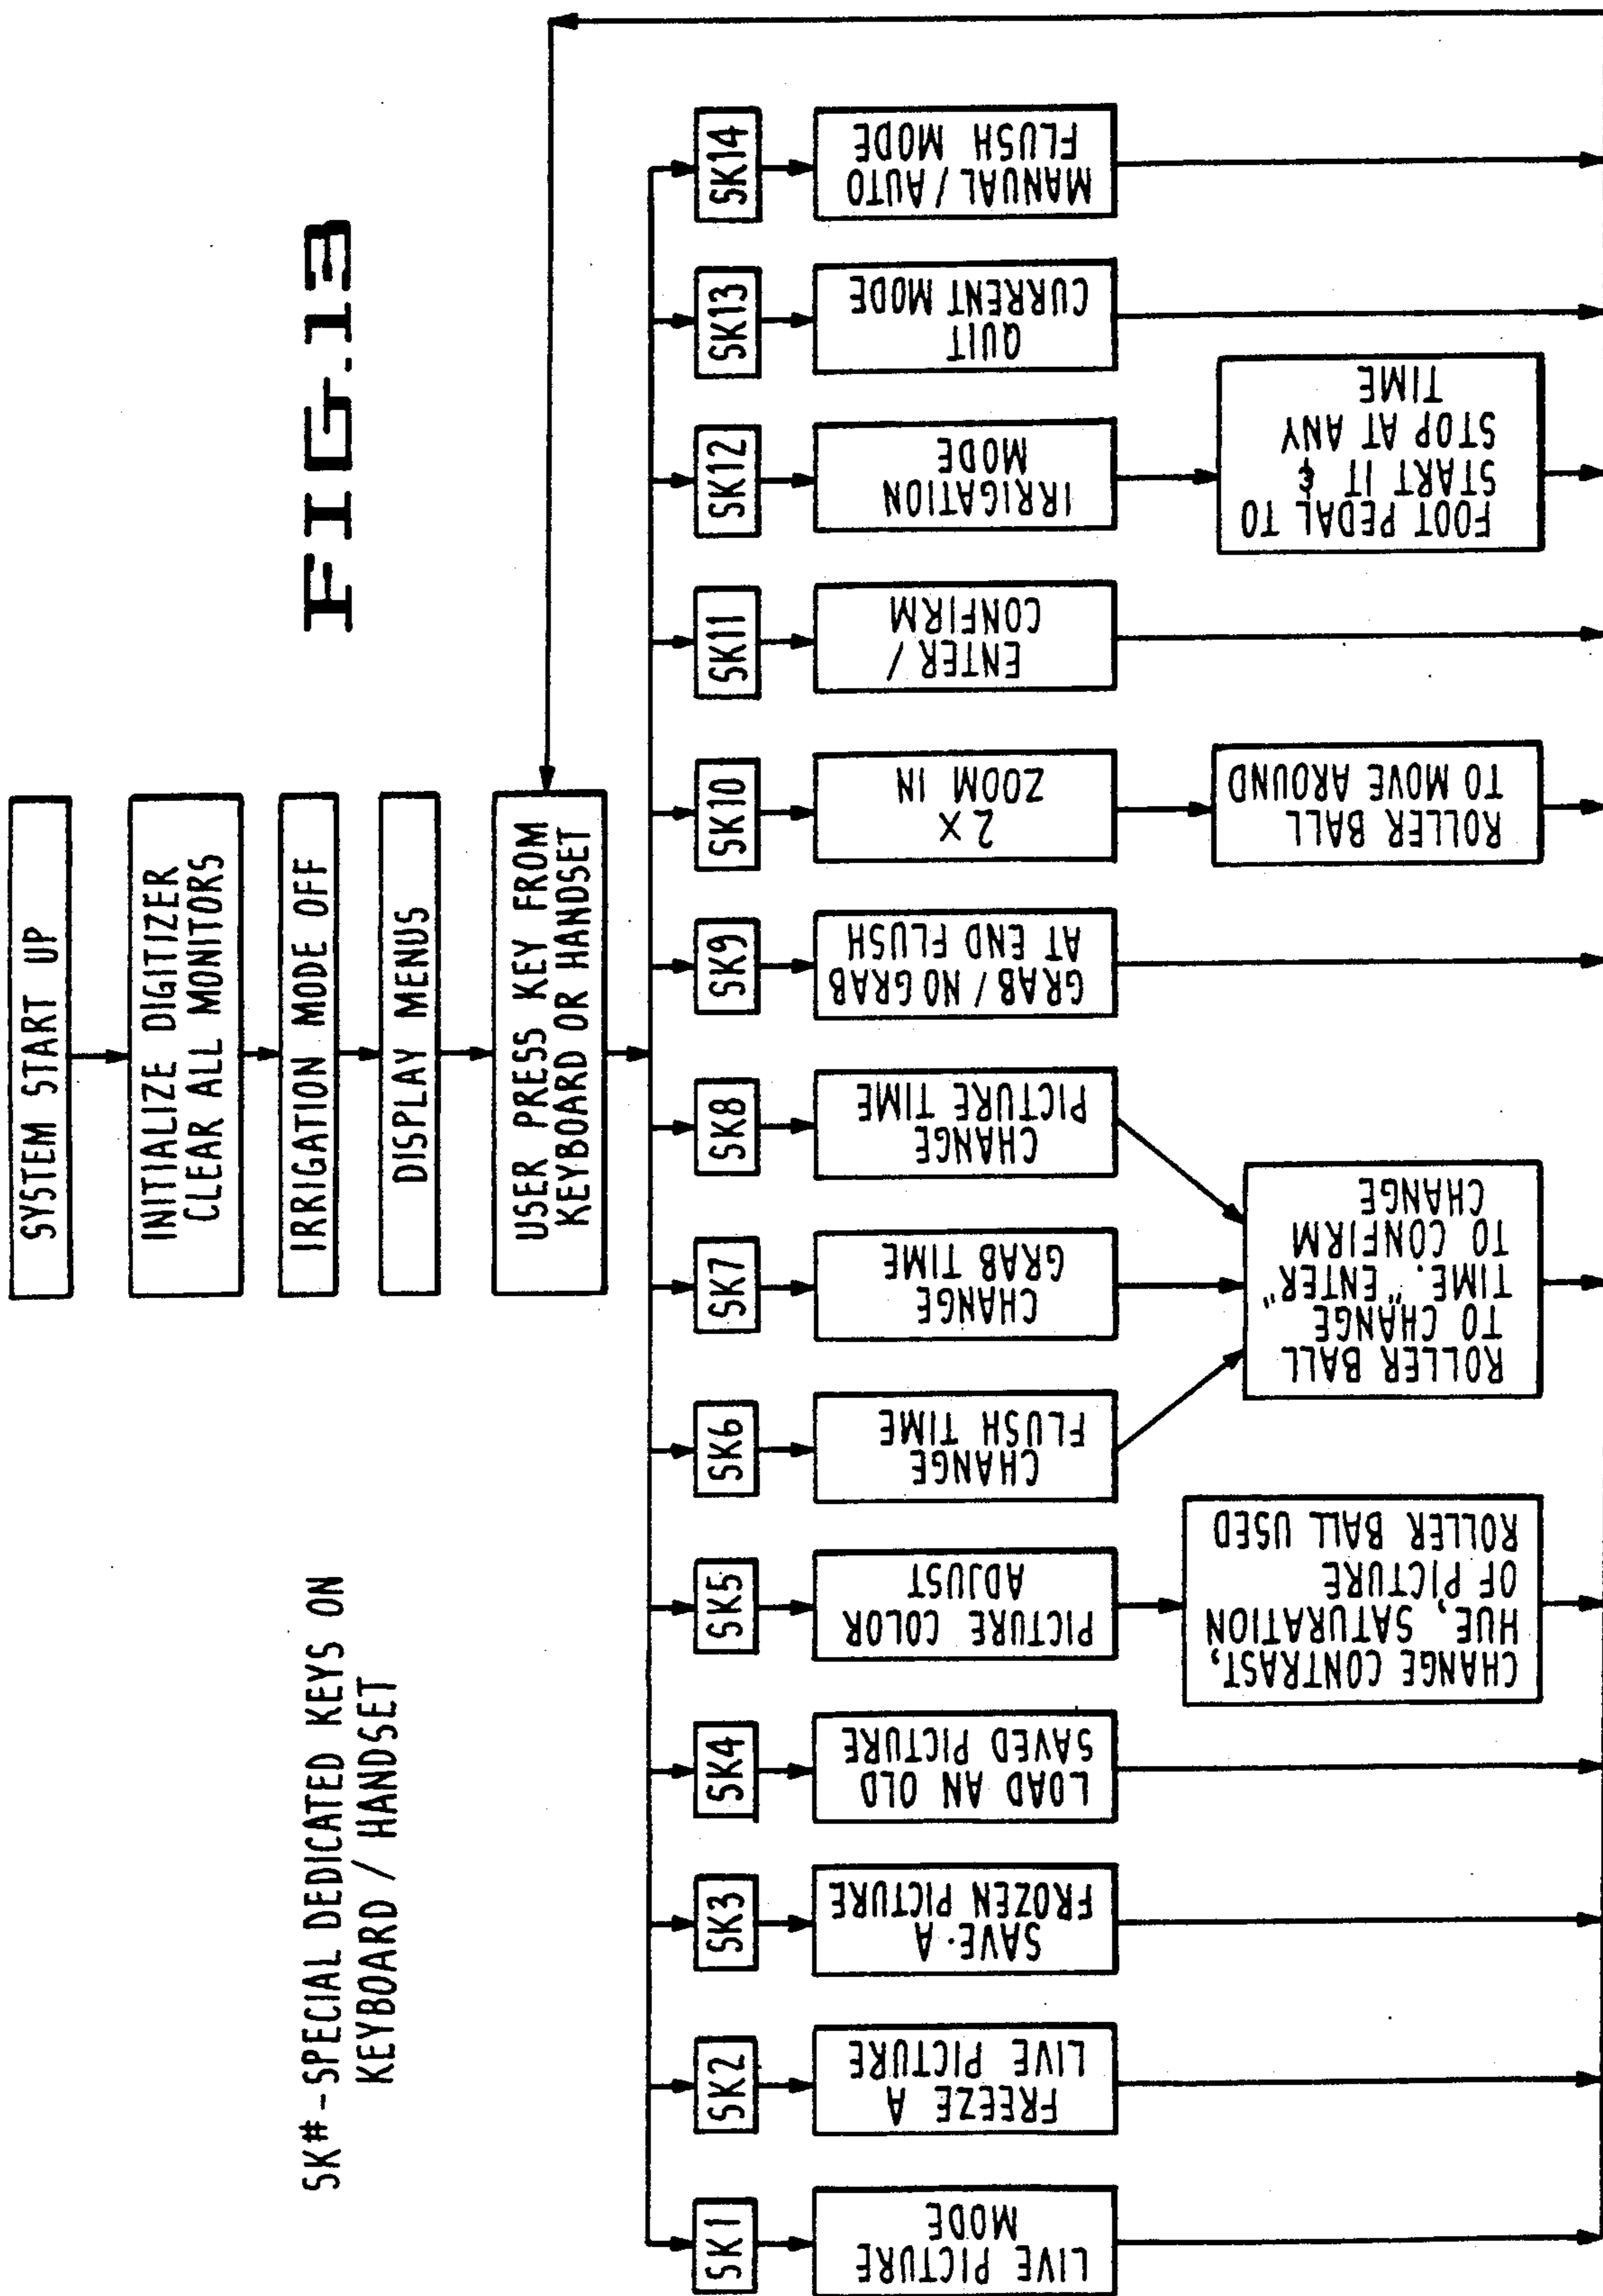 FIG.13
SYSTEM START UP
INITIALIZE DIGITIZER
CLEAR ALL MONITORS
IRRIGATION MODE OFF
DISPLAY MENUS
USER PRESS KEY FROM
KEYBOARD OR HANDSET
SK#-SPECIAL DEDICATED KEYS ON
KEYBOARD / HANDSET
SK1
LIVE PICTURE
MODE
SK2
FREEZE A
LIVE PICTURE
SK3
SAVE A
FROZEN PICTURE
SK4
LOAD AN OLD
SAVED PICTURE
SK5
PICTURE COLOR
ADJUST
CHANGE CONTRAST,
HUE, SATURATION
OF PICTURE
ROLLER BALL USED
SK6
CHANGE
FLUSH TIME
SK7
CHANGE
GRAB TIME
SK8
CHANGE
PICTURE TIME
ROLLER BALL
TO CHANGE
TIME. "ENTER"
TO CONFIRM
CHANGE
SK9
GRAB / NO GRAB
AT END FLUSH
SK10
2 X
ZOOM IN
ROLLER BALL
TO MOVE AROUND
SK11
ENTER /
CONFIRM
SK12
IRRIGATION
MODE
FOOT PEDAL TO
START IT &
STOP AT ANY
TIME
SK13
QUIT
CURRENT MODE
SK14
MANUAL / AUTO
FLUSH MODE